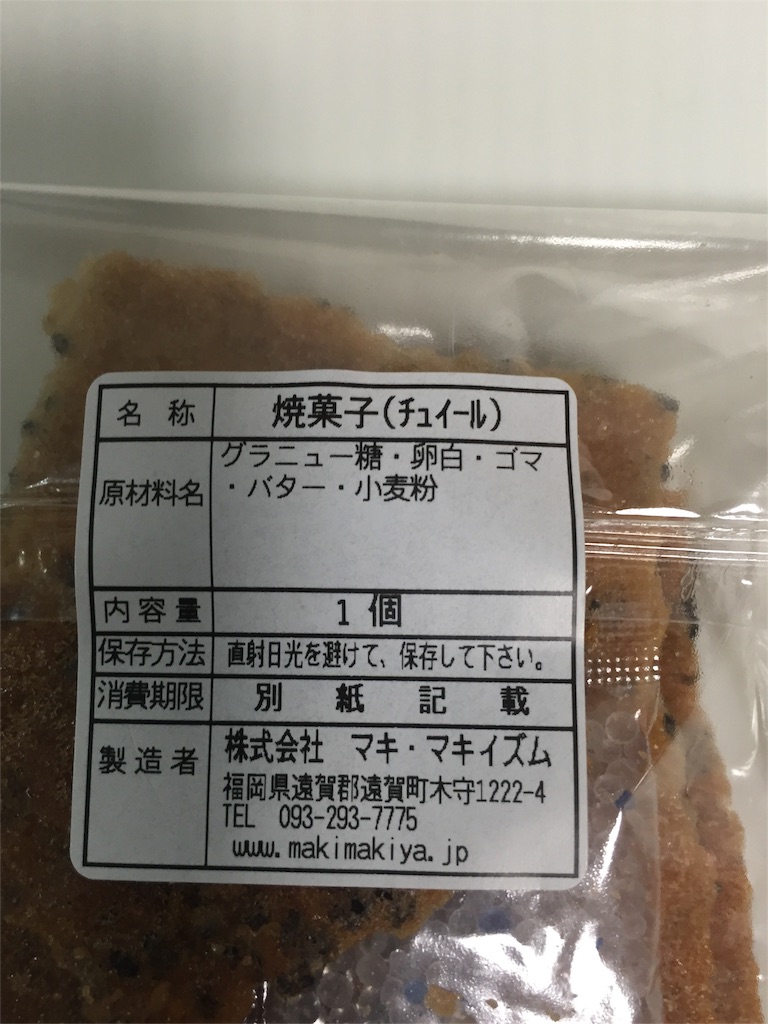 名称 焼菓子(ﾁｭｲｰﾙ)
原材料名 グラニュー糖・卵白・ゴマ
・バター・小麦粉
内容量 1個
保存方法 直射日光を避けて、保存して下さい。
消費期限 別紙記載
製造者 株式会社 マキ・マキイズム
福岡県遠賀郡遠賀町木守1222-4
TEL 093-293-7775
www.makimakiya.jp